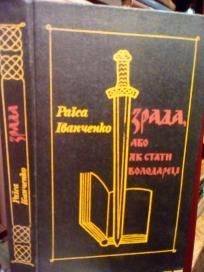 Раїса
Іванченко
ЗРАДА,
АБО
ЯК СТАТИ
ВОЛОДАРЕМ
ЗРАДА
Раїса
Іванченко